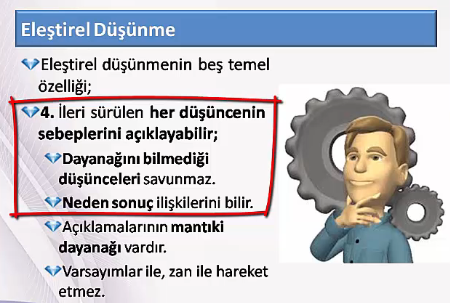 Eleştirel Düşünme
Eleştirel düşünmenin beş temel
özelliği;
4. İleri sürülen her düşüncenin
sebeplerini açıklayabilir;
Dayanağını bilmediği
düşünceleri savunmaz.
Neden sonuç ilişkilerini bilir.
Açıklamalarının mantıki
dayanağı vardır.
Varsayımlar ile, zan ile hareket
etmez.